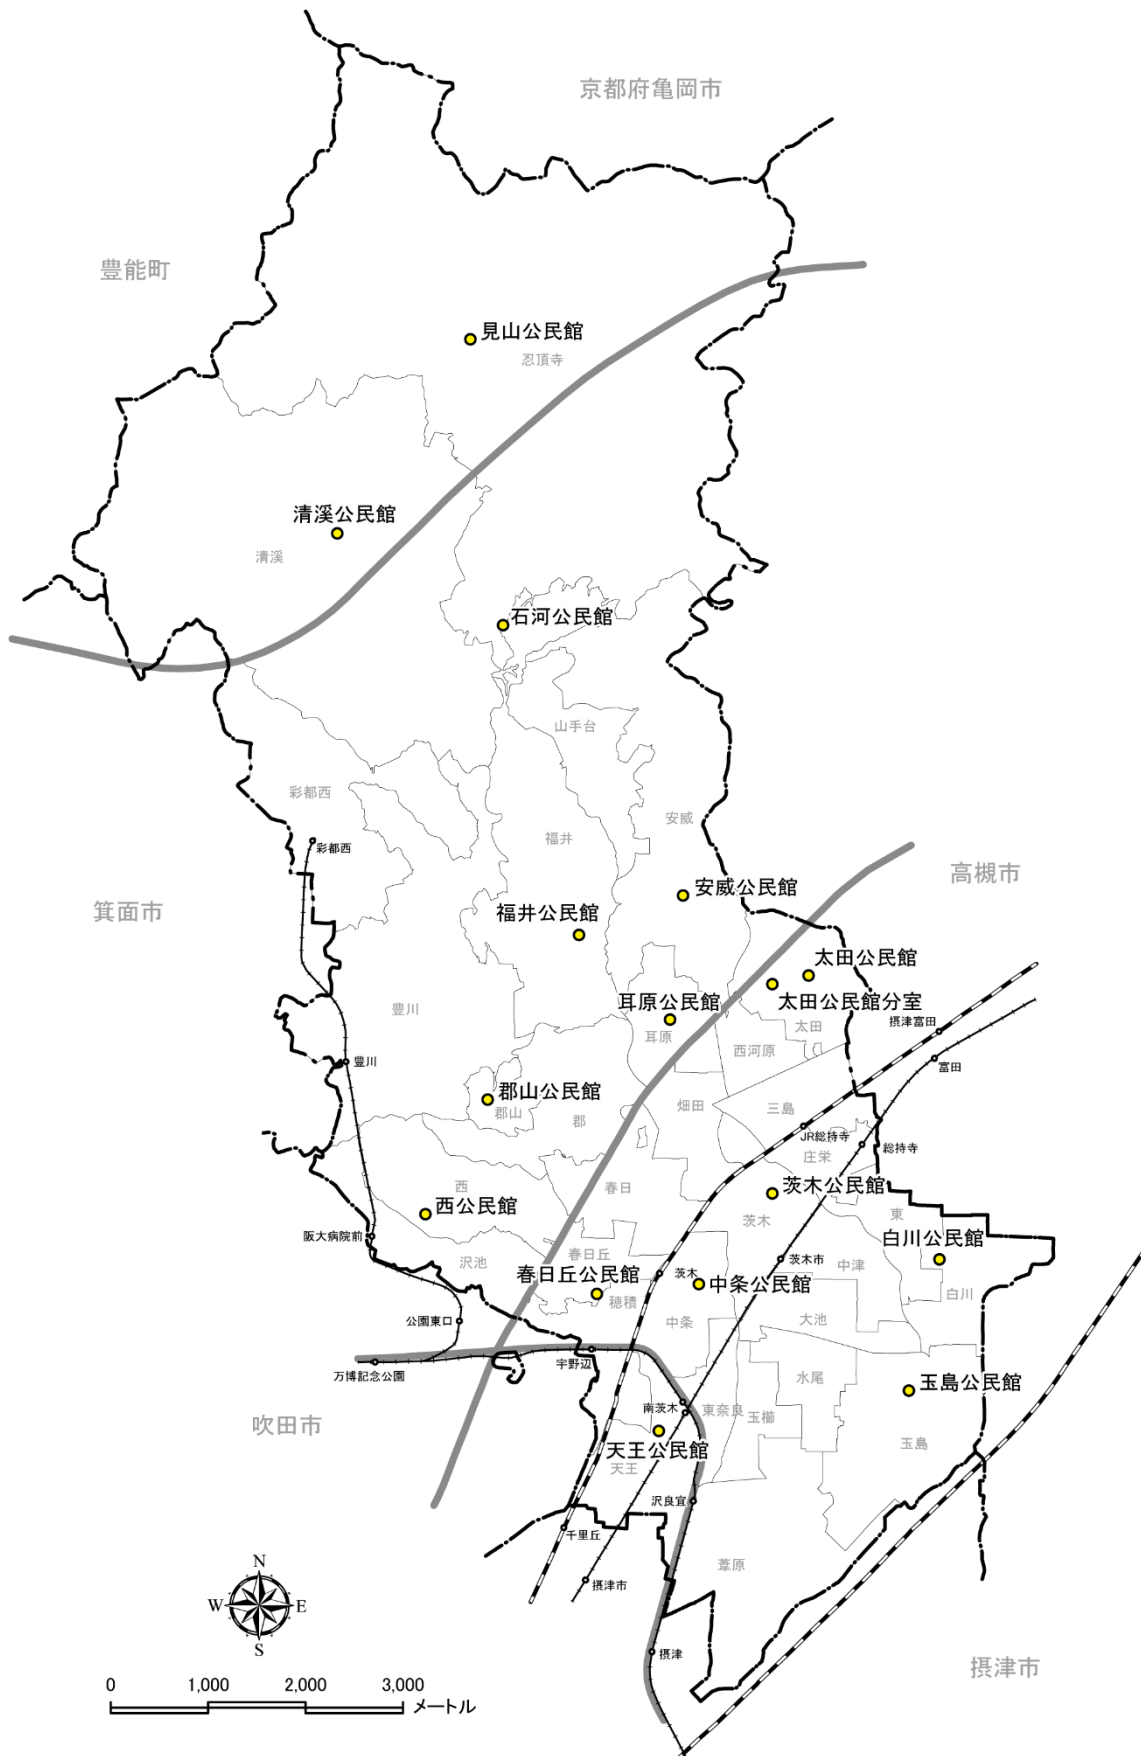 京都府亀岡市
豊能町
見山公民館
忍頂寺
清溪公民館
清溪
石河公民館
山手台
彩都西
安威
福井
彩都西
高槻市
安威公民館
箕面市
福井公民館
太田公民館
太田公民館分室
耳原公民館
豊川
耳原
太田
摂津富田
西河原
豊川
富田
郡山公民館
郡山
郡
畑田
三島
JR総持寺
庄栄
総持寺
西
春日
茨木公民館
西公民館
茨木
東
阪大病院前
白川公民館
沢池
春日丘
茨木市
中津
春日丘公民館
茨木
中条公民館
穂積
白川
公園東口
中条
大池
宇野辺
万博記念公園
水尾
玉島公民館
南茨木
東奈良
玉櫛
吹田市
天王公民館
玉島
天王
沢良宜
千里丘
葦原
摂津市
N
W
E
S
摂津
摂津市
0
1,000
2,000
3,000
メートル